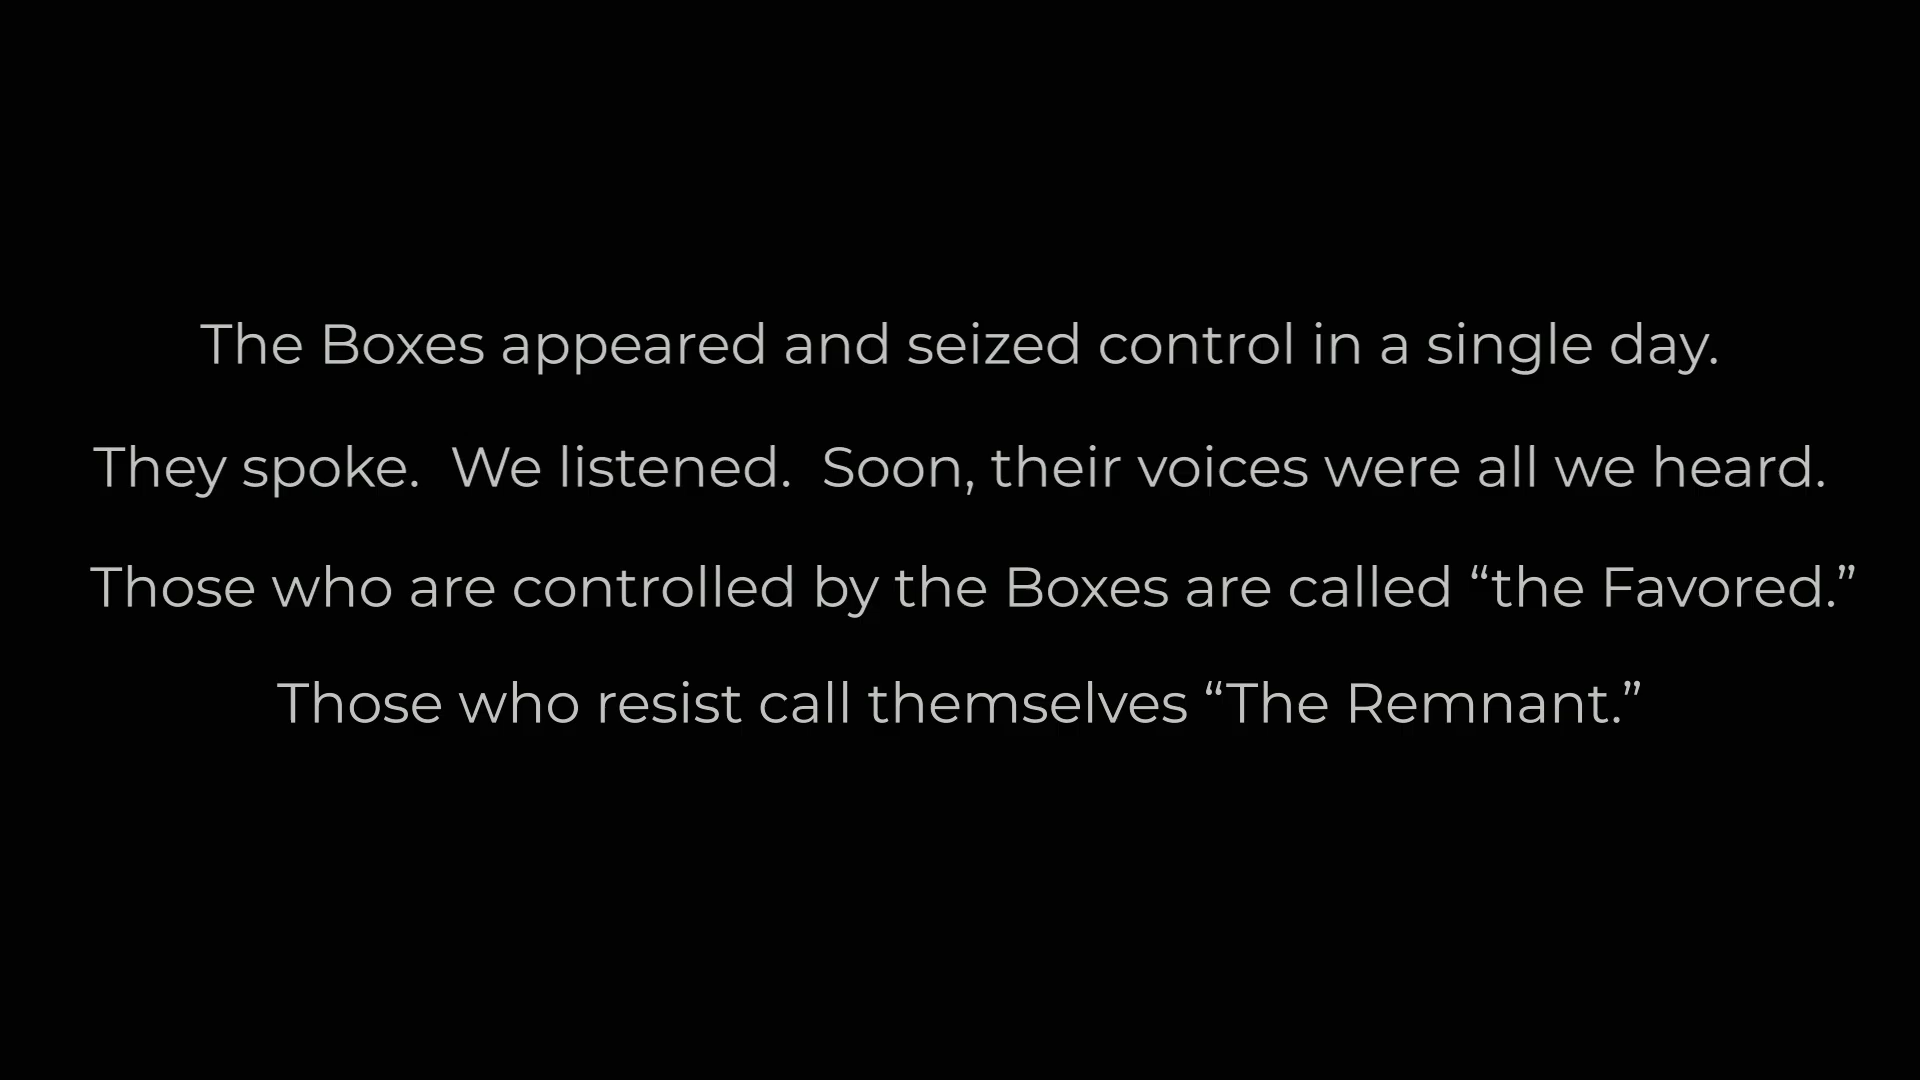 The Boxes appeared and seized control in a single day.
They spoke.  We listened.  Soon, their voices were all we heard.
Those who are controlled by the Boxes are called “the Favored.”
Those who resist call themselves “The Remnant.”